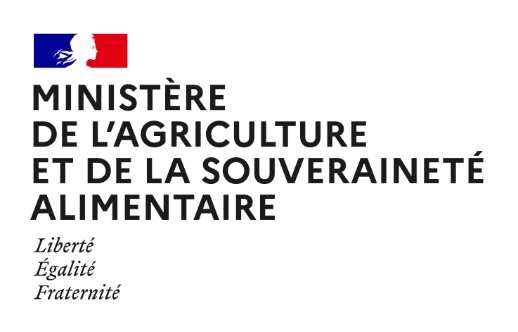 MINISTÈRE
DE L'AGRICULTURE
ET DE LA SOUVERAINETÉ
ALIMENTAIRE
Liberté
Égalité
Fraternité